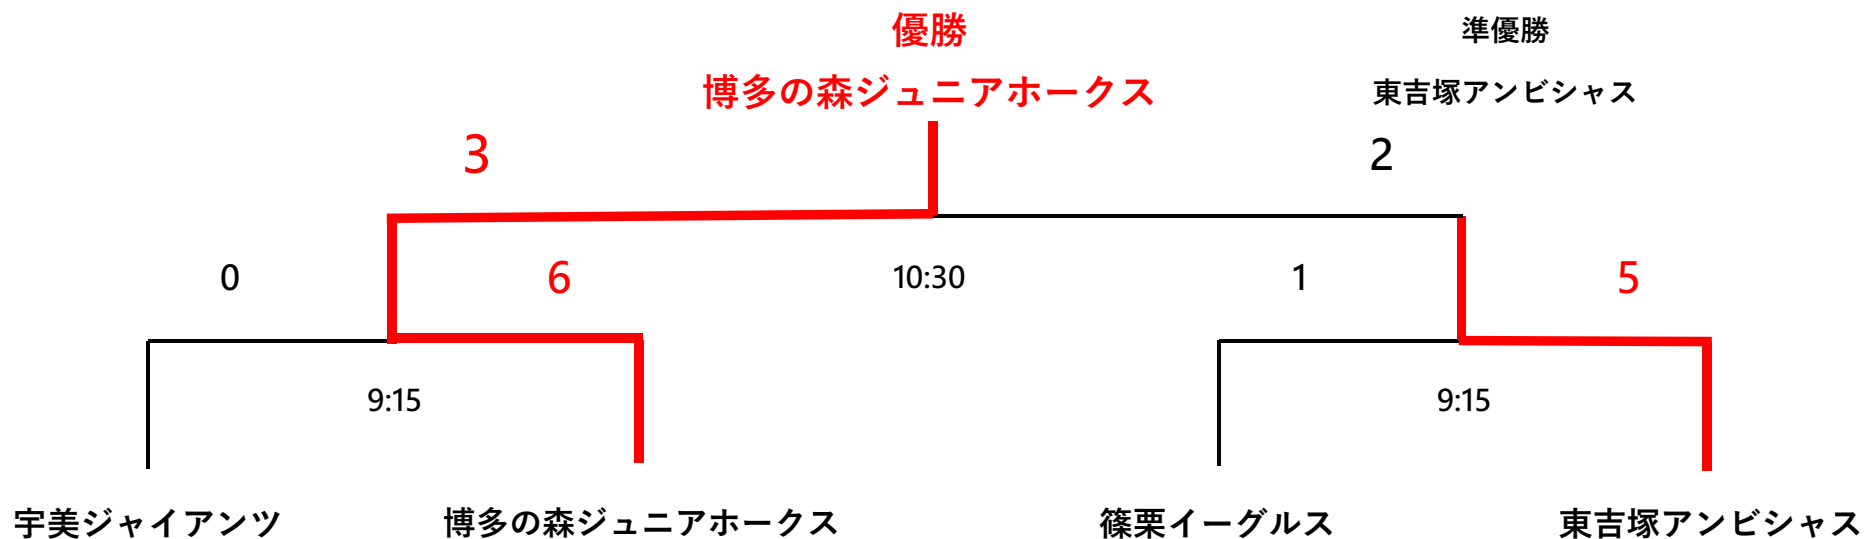 優勝
準優勝
博多の森ジュニアホークス
東吉塚アンビシャス
3
2
0
6
10:30
1
5
9:15
9:15
宇美ジャイアンツ
博多の森ジュニアホークス
篠栗イーグルス
東吉塚アンビシャス